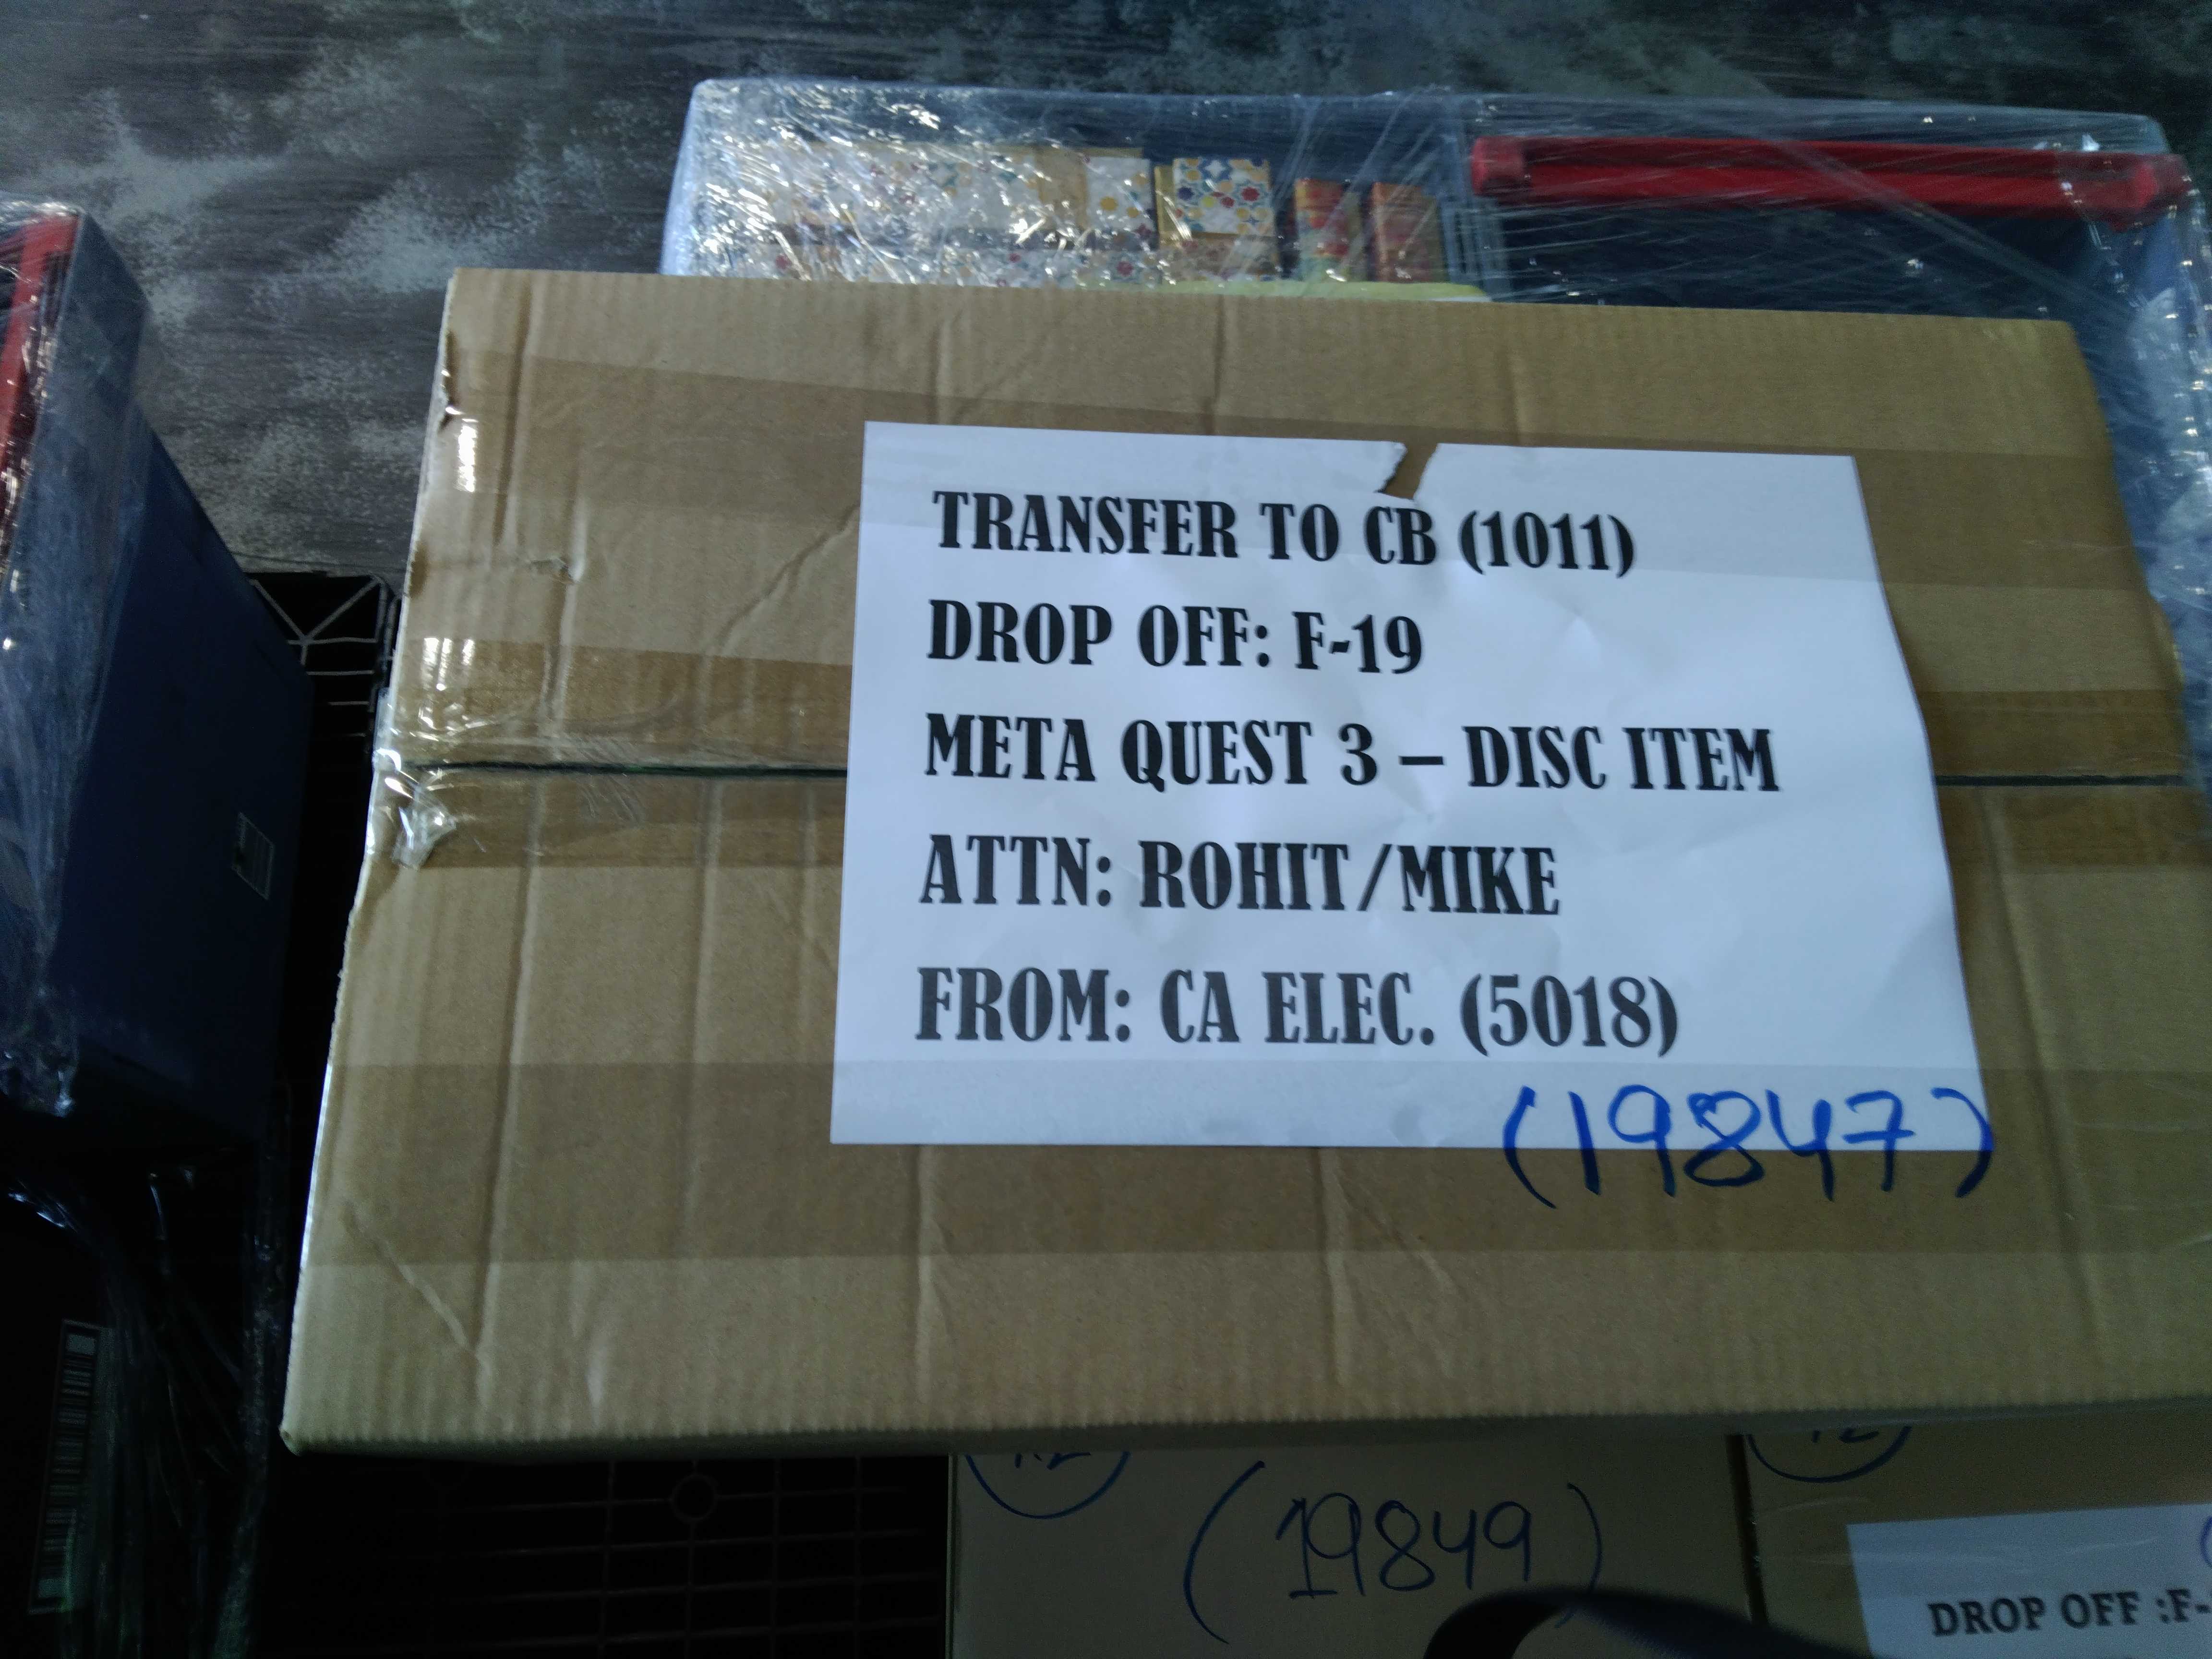 TRANSFER TO CB (1011)
DROP OFF: F-19
META QUEST 3 – DISC ITEM
ATTN: ROHIT/MIKE
FROM: CA ELEC. (5018)
(19847)
(19849)
DROP OFF :F-